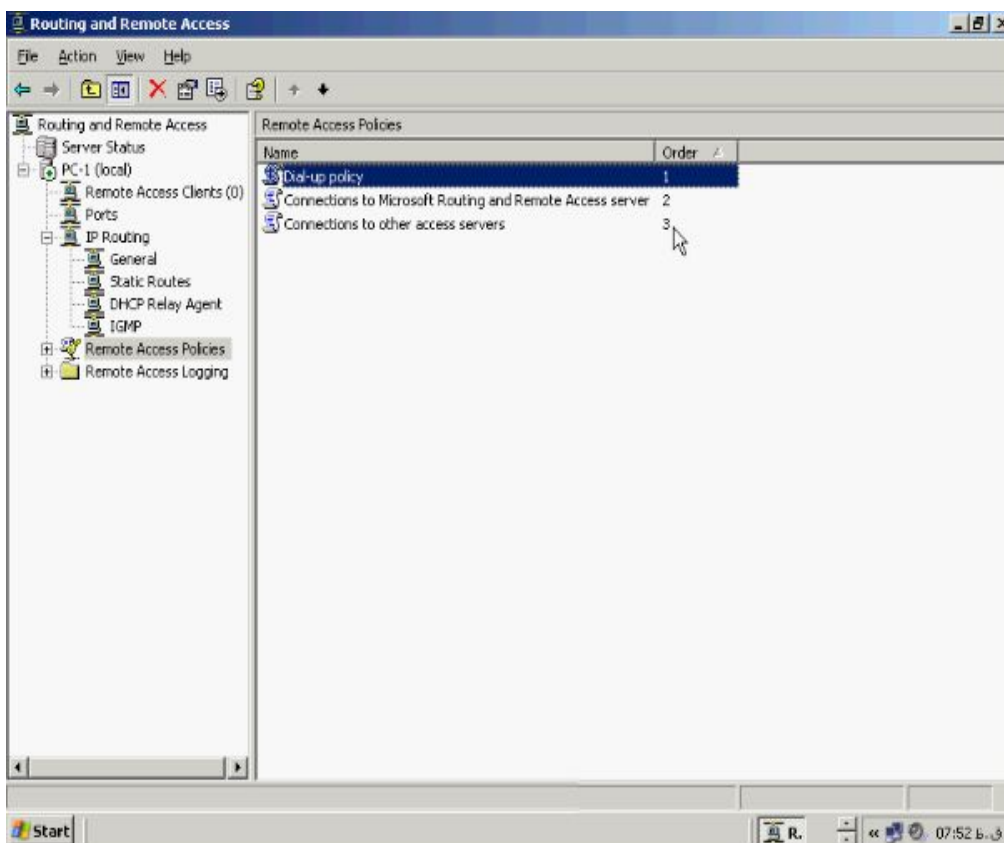 Routing and Remote Access
File Action View Help
Routing and Remote Access
Server Status
PC-1 (local)
Remote Access Clients (0)
Ports
IP Routing
General
Static Routes
DHCP Relay Agent
IGMP
Remote Access Policies
Remote Access Logging
Remote Access Policies
Name Order
Dial-up policy 1
Connections to Microsoft Routing and Remote Access server 2
Connections to other access servers 3
Start R. « 07:52 ق.ظ